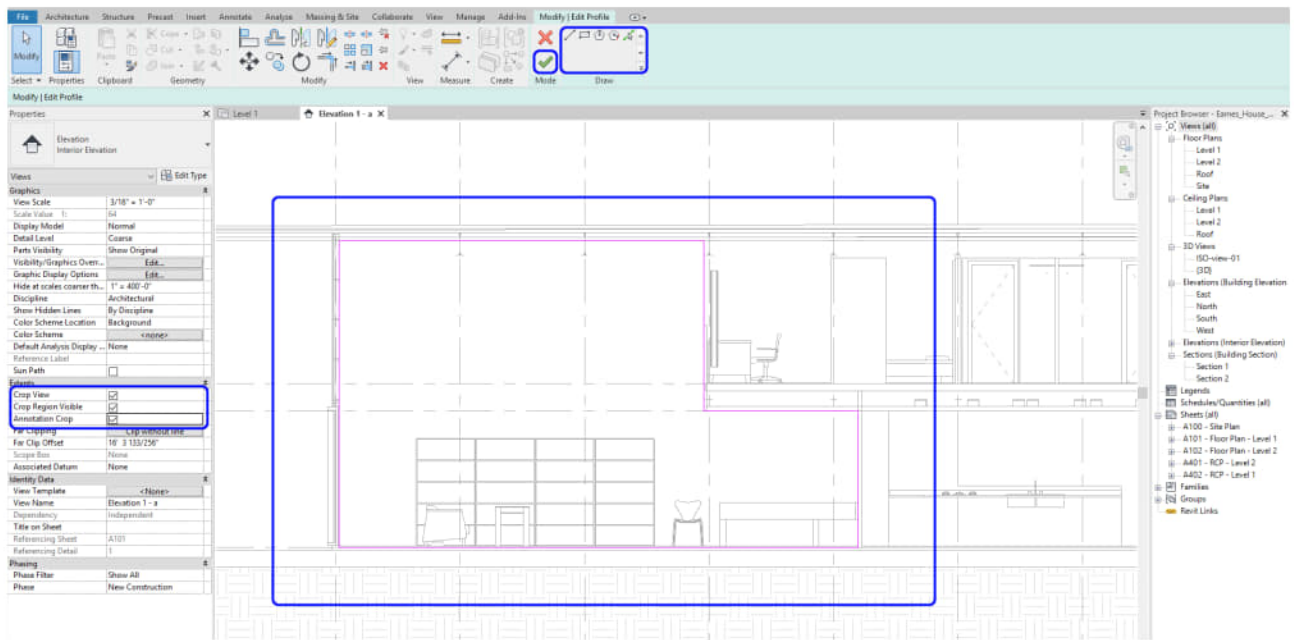 File Architecture Structure Precast Insert Annotate Analyze Massing & Site Collaborate View Manage Add-Ins Modify | Edit Profile
Modify
Cope
Cut
Join
Paste
Select Properties Clipboard Geometry Modify View Measure Create Mode Draw
Modify | Edit Profile
Properties
Level 1
Elevation 1 - a
Elevation
Interior Elevation
Views
Edit Type
Graphics
View Scale 3/16" = 1'-0"
Scale Value 1: 64
Display Model Normal
Detail Level Coarse
Parts Visibility Show Original
Visibility/Graphics Overr... Edit...
Graphic Display Options Edit...
Hide at scales coarser th... 1" = 400'-0"
Discipline Architectural
Show Hidden Lines By Discipline
Color Scheme Location Background
Color Scheme <none>
Default Analysis Display ... None
Reference Label
Sun Path
Extents
Crop View
Crop Region Visible
Annotation Crop
Far Clipping Clip without line
Far Clip Offset 16' 3 133/256"
Scope Box None
Associated Datum None
Identity Data
View Template <None>
View Name Elevation 1 - a
Dependency Independent
Title on Sheet
Referencing Sheet A101
Referencing Detail 1
Phasing
Phase Filter Show All
Phase New Construction
Project Browser - Eames_House_...
Views (all)
Floor Plans
Level 1
Level 2
Roof
Site
Ceiling Plans
Level 1
Level 2
Roof
3D Views
ISO-view-01
{3D}
Elevations (Building Elevation
East
North
South
West
Elevations (Interior Elevation)
Sections (Building Section)
Section 1
Section 2
Legends
Schedules/Quantities (all)
Sheets (all)
A100 - Site Plan
A101 - Floor Plan - Level 1
A102 - Floor Plan - Level 2
A401 - RCP - Level 2
A402 - RCP - Level 1
Families
Groups
Revit Links